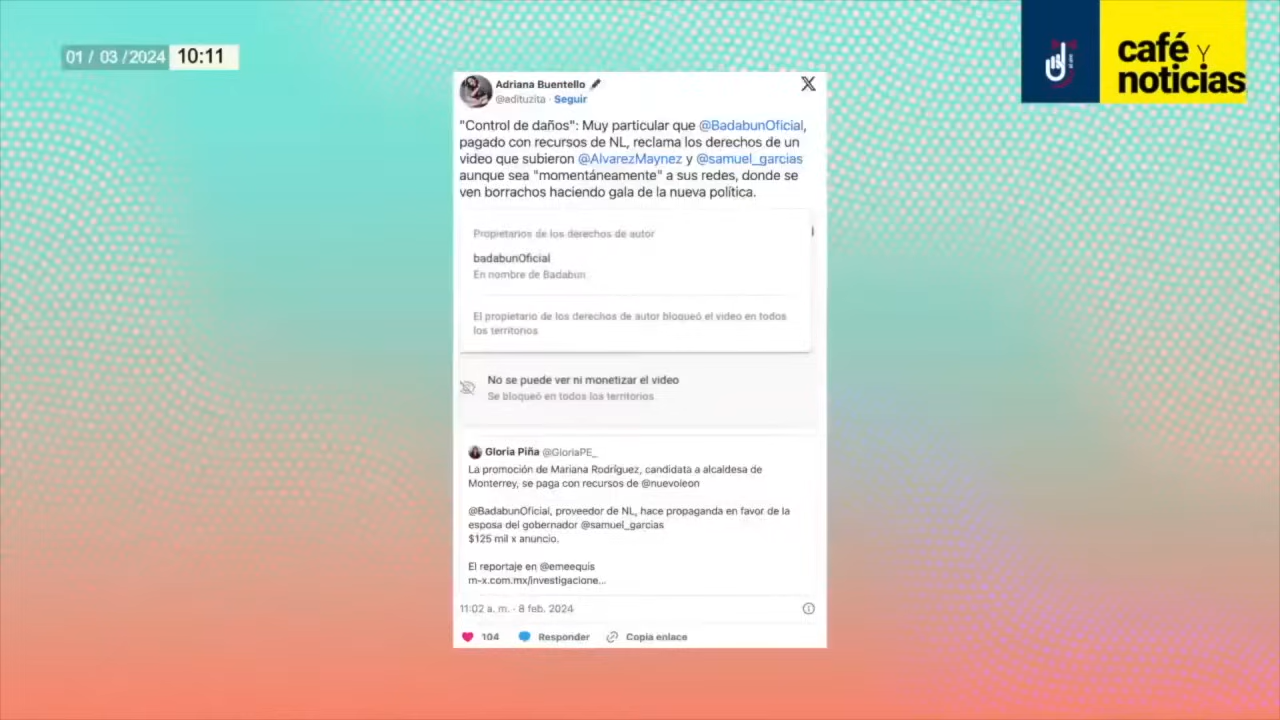 01 / 03 /2024 10:11
café Y
noticias
Adriana Buentello
@adituzita · Seguir
"Control de daños": Muy particular que @BadabunOficial,
pagado con recursos de NL, reclama los derechos de un
video que subieron @AlvarezMaynez y @samuel_garcias
aunque sea "momentáneamente" a sus redes, donde se
ven borrachos haciendo gala de la nueva política.
Propietarios de los derechos de autor
badabunOficial
En nombre de Badabun
El propietario de los derechos de autor bloqueó el video en todos
los territorios
No se puede ver ni monetizar el video
Se bloqueó en todos los territorios
Gloria Piña @GloriaPE_
La promoción de Mariana Rodríguez, candidata a alcaldesa de
Monterrey, se paga con recursos de @nuevoleon
@BadabunOficial, proveedor de NL, hace propaganda en favor de la
esposa del gobernador @samuel_garcias
$125 mil x anuncio.
El reportaje en @emeequis
m-x.com.mx/investigacione...
11:02 a. m. · 8 feb. 2024
104 Responder Copia enlace